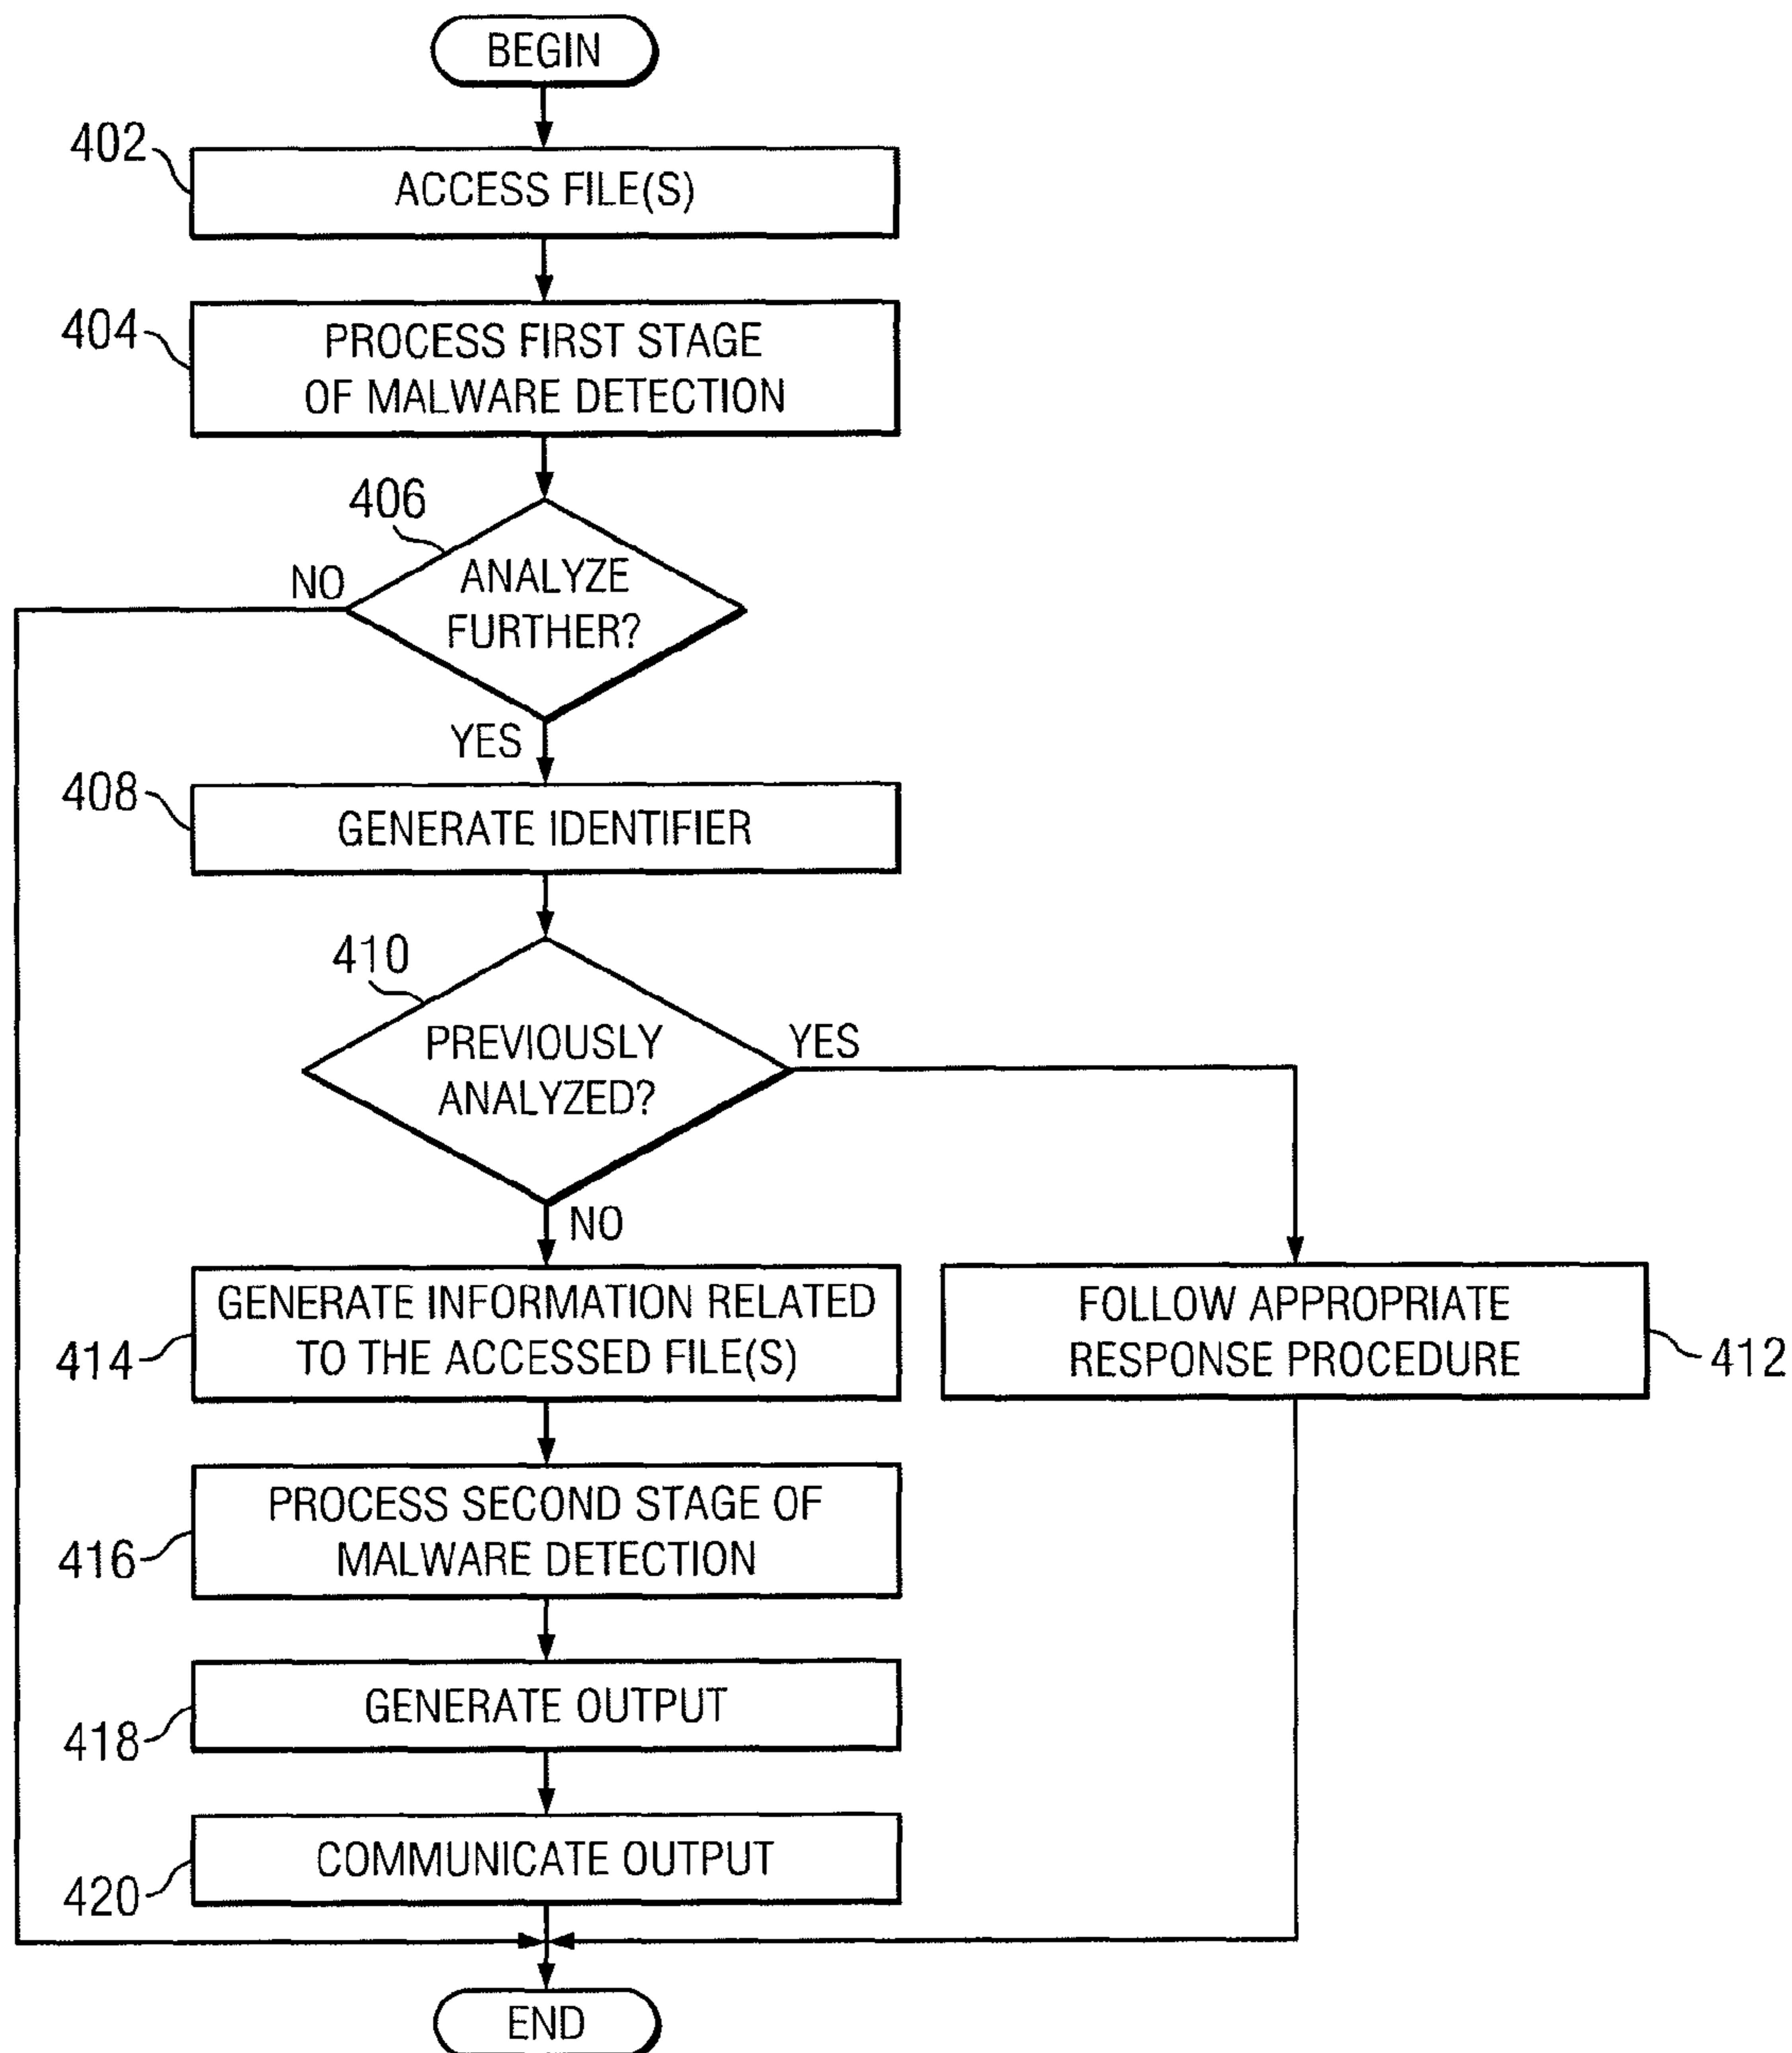 BEGIN
402
ACCESS FILE(S)
404
PROCESS FIRST STAGE
OF MALWARE DETECTION
406
NO
ANALYZE
FURTHER?
YES
408
GENERATE IDENTIFIER
410
PREVIOUSLY
ANALYZED?
YES
NO
GENERATE INFORMATION RELATED
TO THE ACCESSED FILE(S)
414
FOLLOW APPROPRIATE
RESPONSE PROCEDURE
412
PROCESS SECOND STAGE OF
MALWARE DETECTION
416
GENERATE OUTPUT
418
COMMUNICATE OUTPUT
420
END